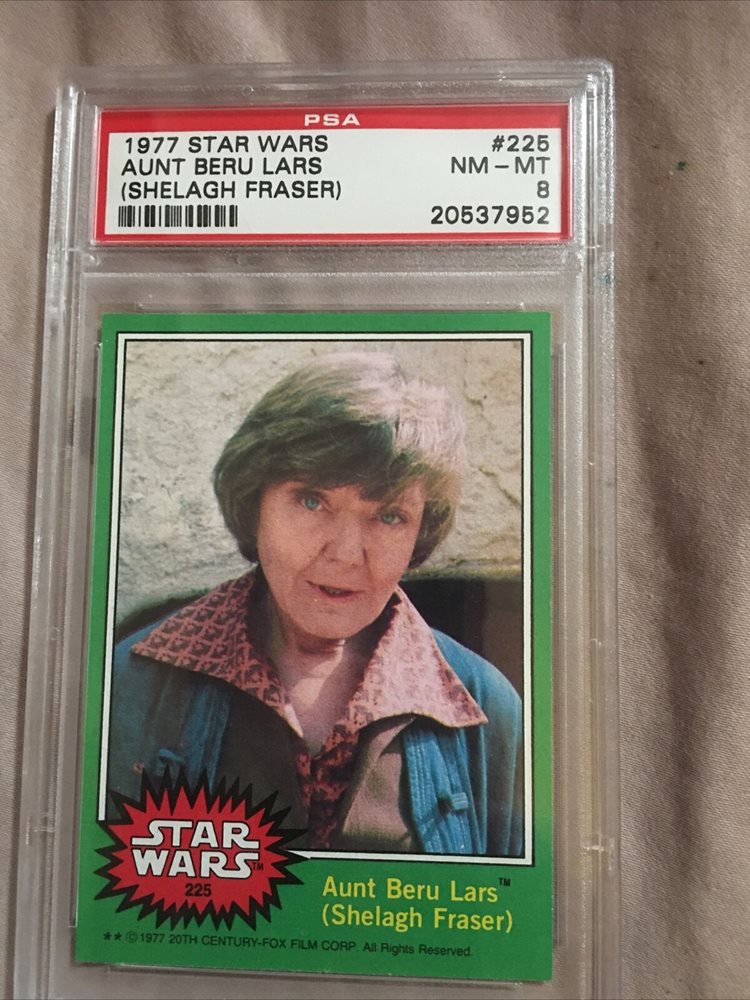 PSA
1977 STAR WARS #225
AUNT BERU LARS NM - MT
(SHELAGH FRASER) 8
20537952
STAR
WARS™
225
Aunt Beru Lars™
(Shelagh Fraser)
★★ © 1977 20TH CENTURY-FOX FILM CORP. All Rights Reserved.